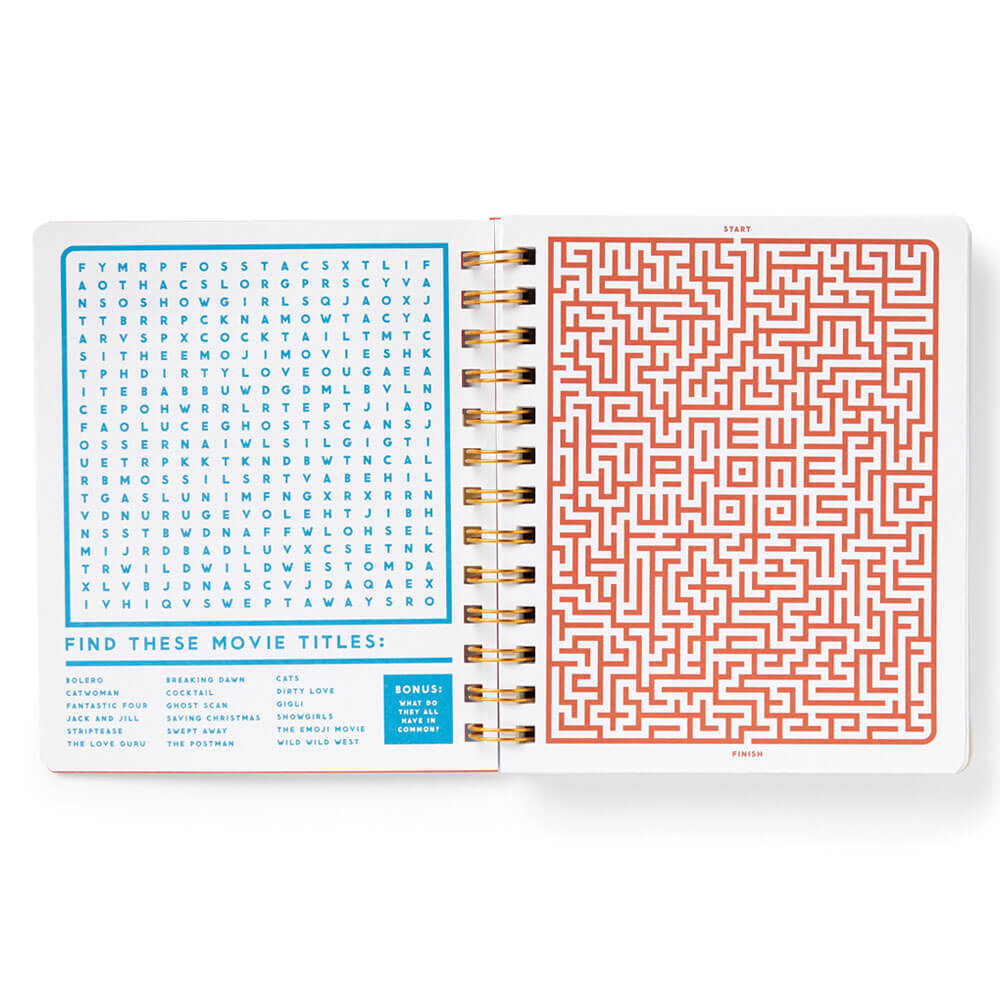 F Y M R P F O S S T A C S X T L I F
A O T H A C S L O R G P R S C Y V A
N S O S H O W G I R L S Q J A O X J
T T B R R P C K N A M O W T A C Y A
A R V S P X C O C K T A I L T M T C
S I T H E E M O J I M O V I E S H K
T P H D I R T Y L O V E O U G A E A
I T E B A B B U W D G D M L B V L N
C E P O H W R R L R T E P T J I A D
F A O L U C E G H O S T S C A N S J
O S S E R N A I W L S I L G I G T I
U E T R P K K T K N D B W T N C A L
R B M O S S I L S R T V A B E H I L
T G A S L U N I M F N G X R X R R N
V D N U R U G E V O L E H T J I B H
N S S T B W D N A F F W L O H S E L
M I J R D B A D L U V X C S E T N K
T R W I L D W I L D W E S T O M D A
X L V B J D N A S C V J D A Q A E X
I V H I Q V S W E P T A W A Y S R O
FIND THESE MOVIE TITLES:
BOLERO
CATWOMAN
FANTASTIC FOUR
JACK AND JILL
STRIPTEASE
THE LOVE GURU
BREAKING DAWN
COCKTAIL
GHOST SCAN
SAVING CHRISTMAS
SWEPT AWAY
THE POSTMAN
CATS
DIRTY LOVE
GIGLI
SHOWGIRLS
THE EMOJI MOVIE
WILD WILD WEST
BONUS:
WHAT DO
THEY ALL
HAVE IN
COMMON?
START
NEW
PHONE
WHO DIS
FINISH